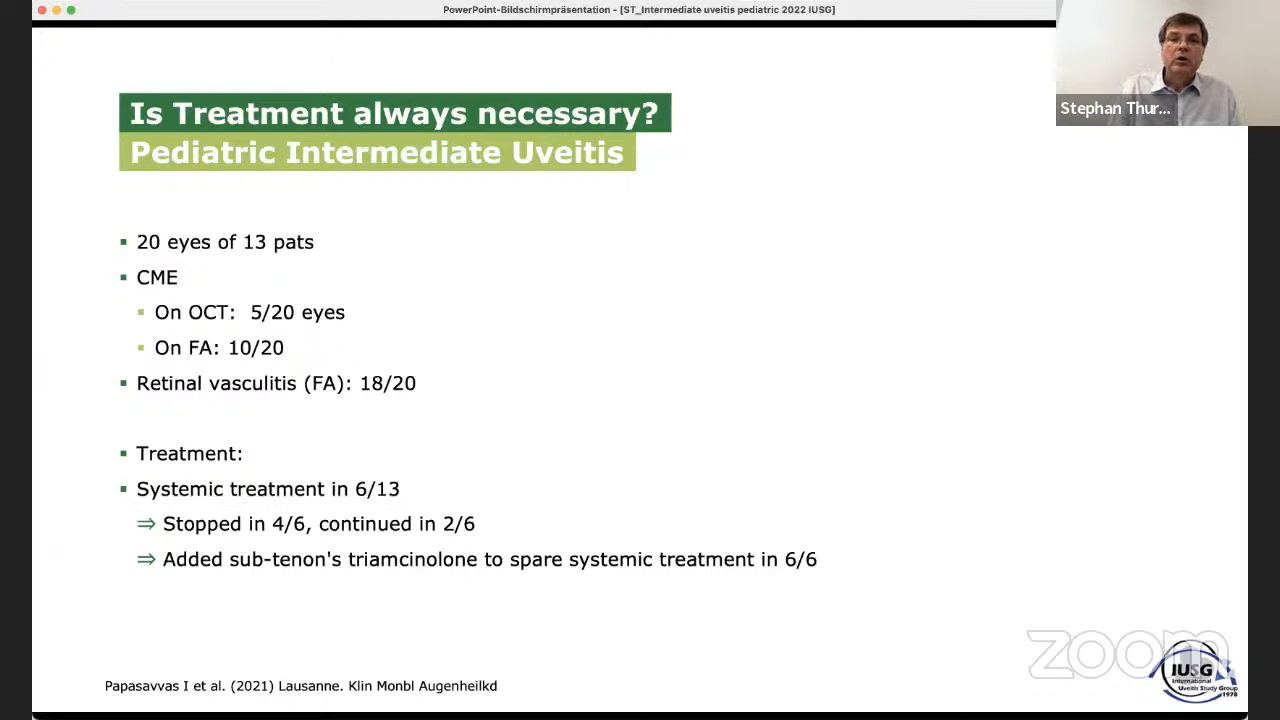 PowerPoint-Bildschirmpräsentation - [ST_Intermediate uveitis pediatric 2022 IUSG]
Stephan Thur...
Is Treatment always necessary?
Pediatric Intermediate Uveitis
▪ 20 eyes of 13 pats
▪ CME
▪ On OCT: 5/20 eyes
▪ On FA: 10/20
▪ Retinal vasculitis (FA): 18/20
▪ Treatment:
▪ Systemic treatment in 6/13
⇒ Stopped in 4/6, continued in 2/6
⇒ Added sub-tenon's triamcinolone to spare systemic treatment in 6/6
zoom
IUSG
International
Uveitis Study Group
1978
Papasavvas I et al. (2021) Lausanne. Klin Monbl Augenheilkd